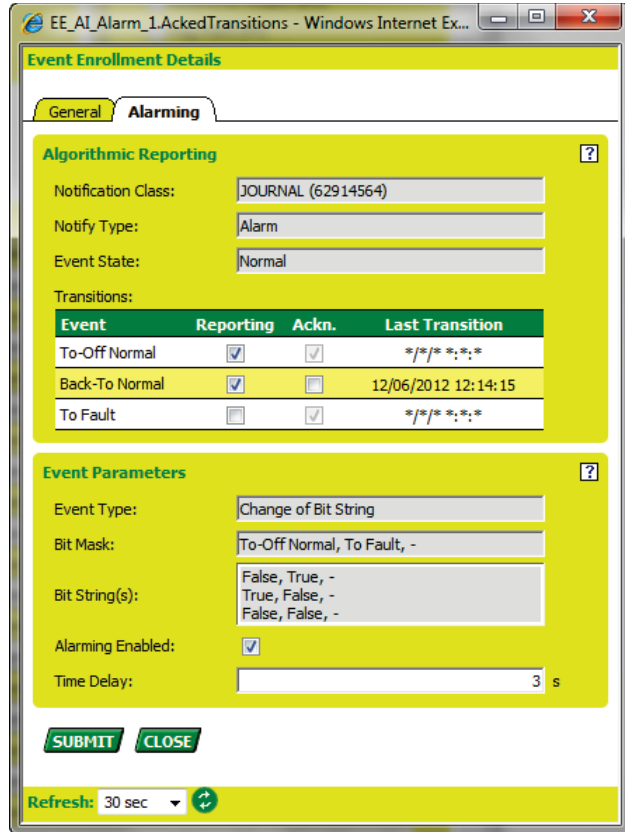 EE_AI_Alarm_1.AckedTransitions - Windows Internet Ex...
Event Enrollment Details
General Alarming
Algorithmic Reporting ?
Notification Class: JOURNAL (62914564)
Notify Type: Alarm
Event State: Normal
Transitions:
Event Reporting Ackn. Last Transition
To-Off Normal */*/* *:*:*
Back-To Normal 12/06/2012 12:14:15
To Fault */*/* *:*:*
Event Parameters ?
Event Type: Change of Bit String
Bit Mask: To-Off Normal, To Fault, -
Bit String(s): False, True, -
True, False, -
False, False, -
Alarming Enabled:
Time Delay: 3 s
SUBMIT CLOSE
Refresh: 30 sec